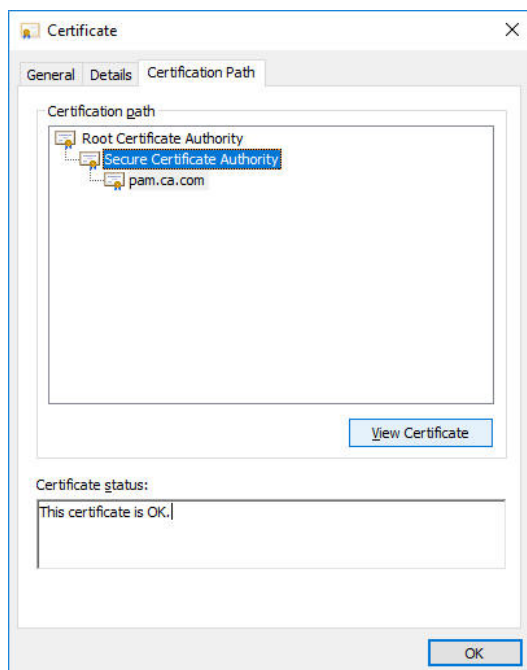 Certificate
General Details Certification Path
Certification path
Root Certificate Authority
Secure Certificate Authority
pam.ca.com
View Certificate
Certificate status:
This certificate is OK.
OK